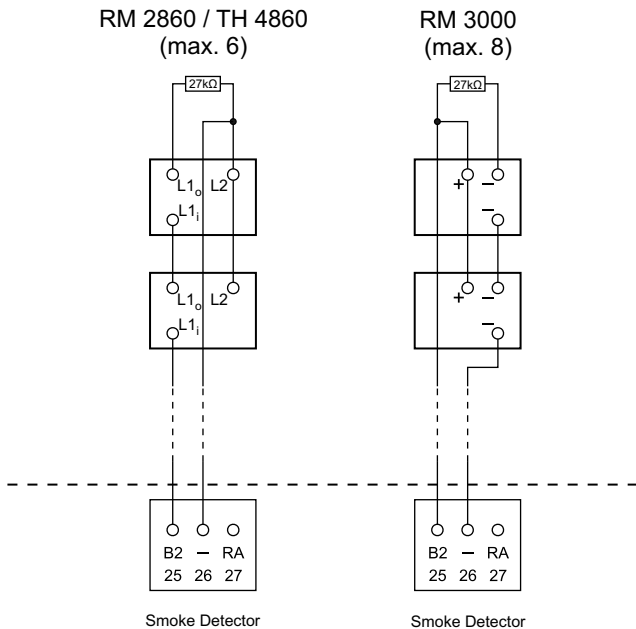 RM 2860 / TH 4860
(max. 6)
27kΩ
L1o L2
L1i
L1o L2
L1i
B2 – RA
25 26 27
Smoke Detector
RM 3000
(max. 8)
27kΩ
+ –
–
+ –
–
B2 – RA
25 26 27
Smoke Detector